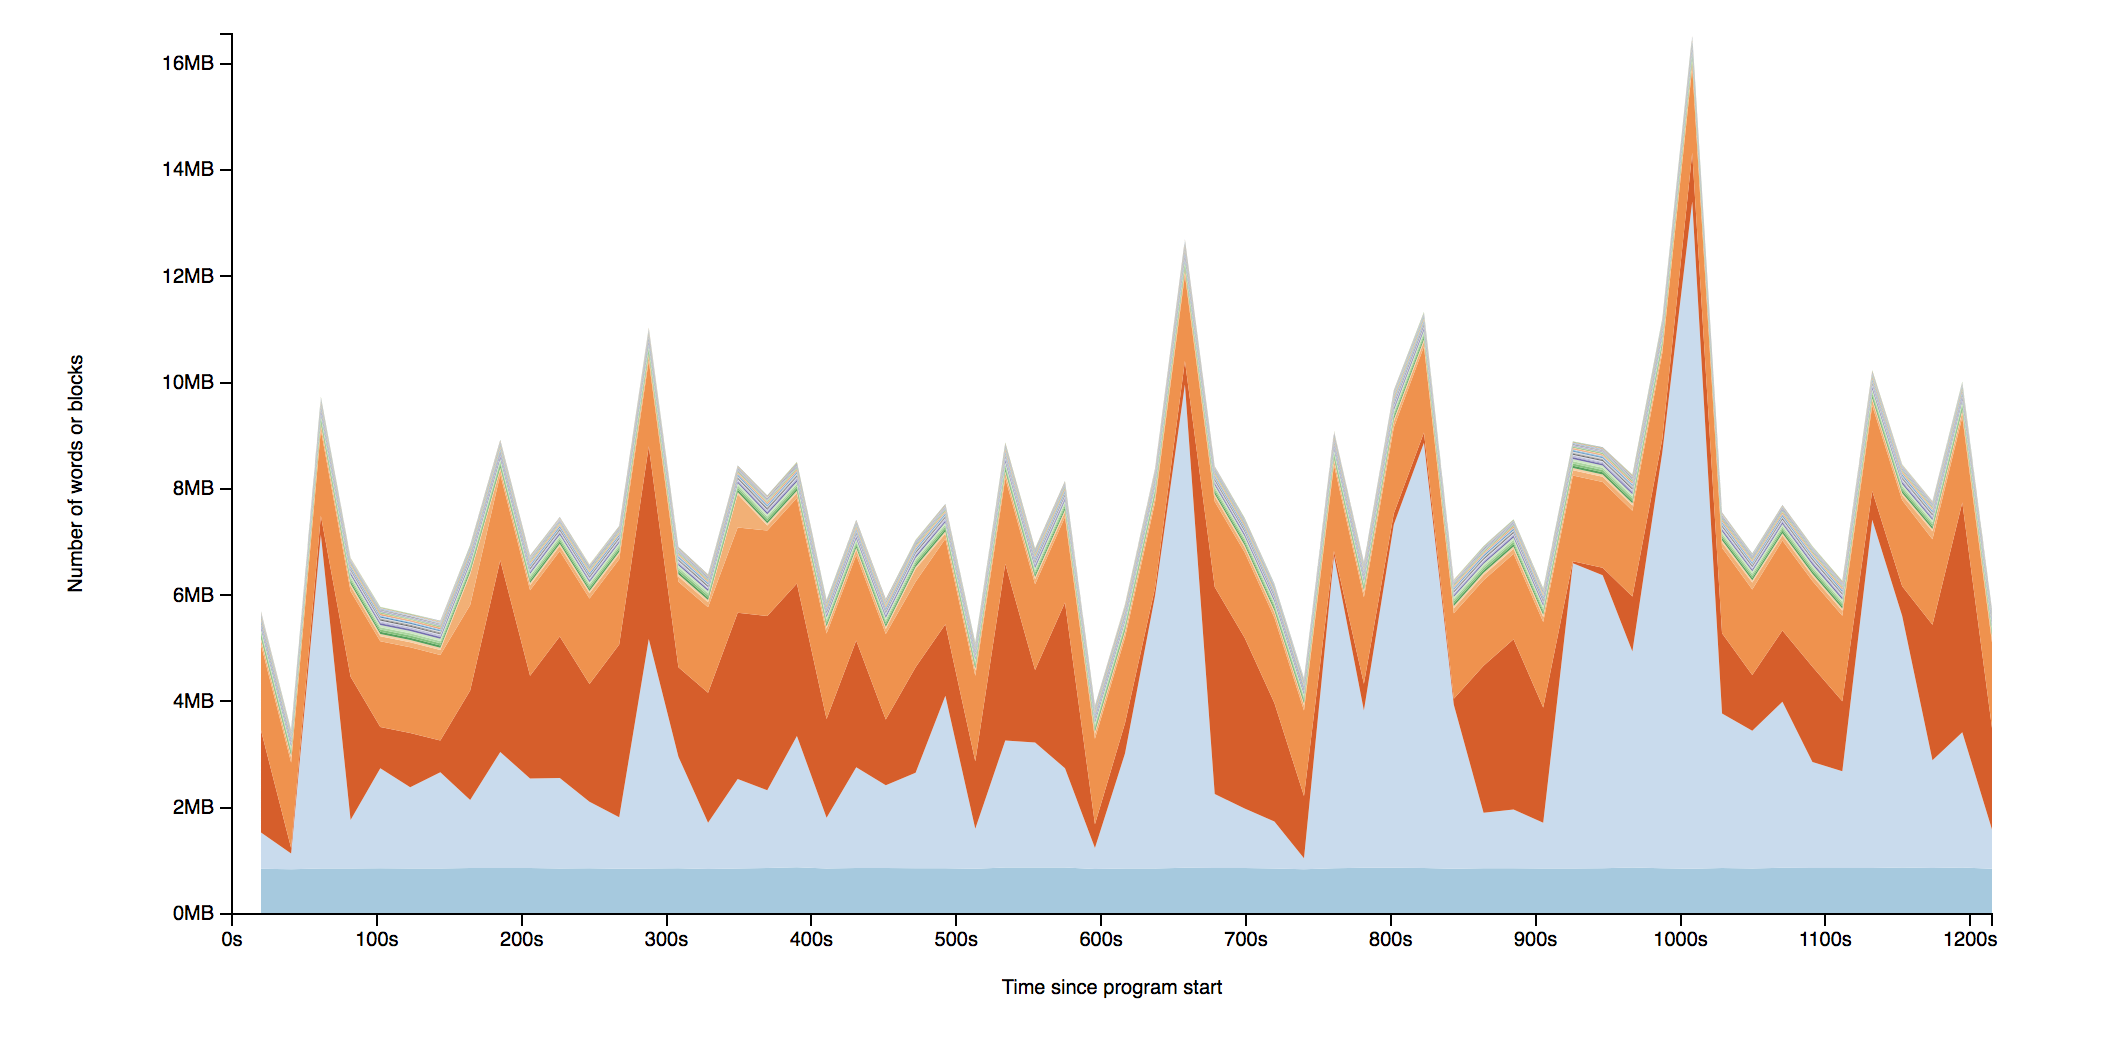 16MB
14MB
12MB
10MB
8MB
6MB
4MB
2MB
0MB
Number of words or blocks
0s 100s 200s 300s 400s 500s 600s 700s 800s 900s 1000s 1100s 1200s
Time since program start